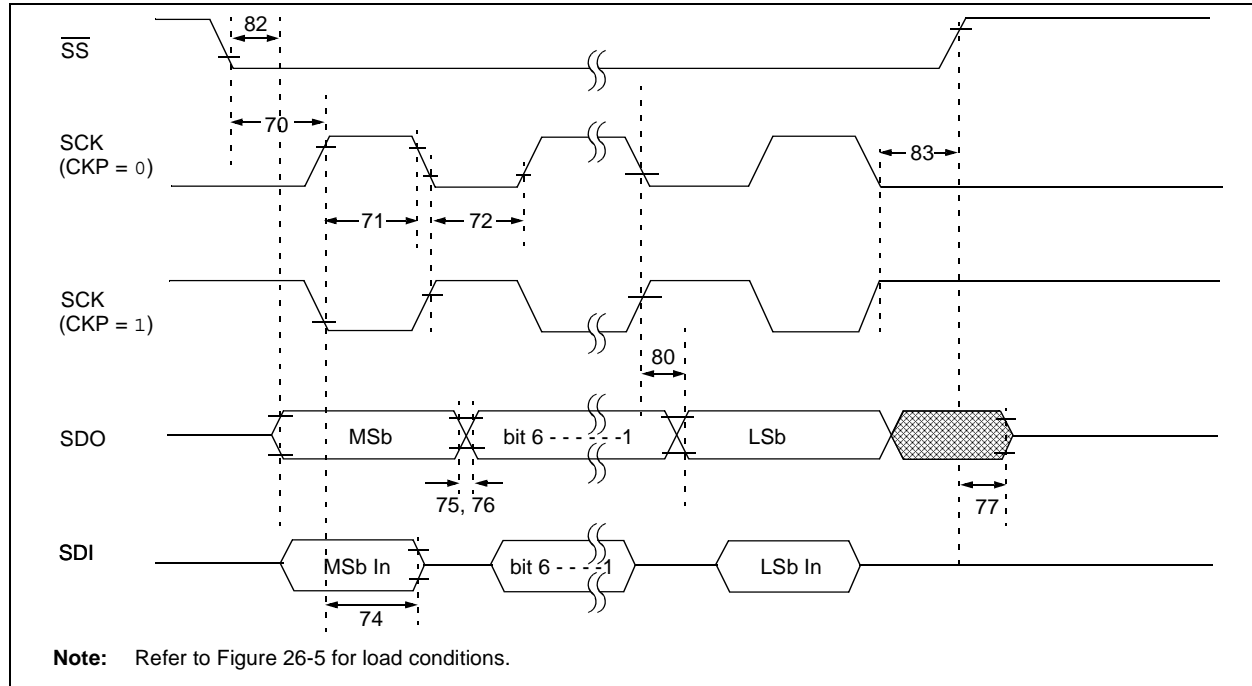 82
SS
70
SCK
(CKP = 0)
83
71
72
SCK
(CKP = 1)
80
SDO
MSb
bit 6 - - - - - -1
LSb
75, 76
77
SDI
MSb In
bit 6 - - - -1
LSb In
74
Note: Refer to Figure 26-5 for load conditions.